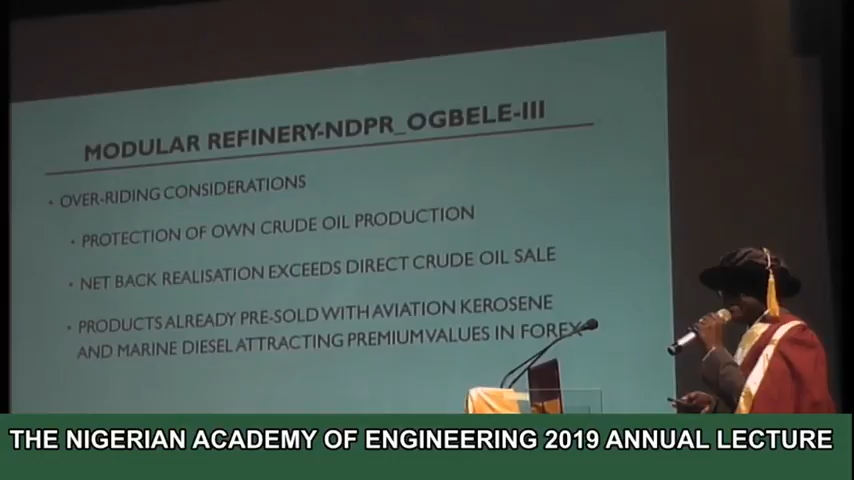 MODULAR REFINERY-NDPR_OGBELE-III
• OVER-RIDING CONSIDERATIONS
• PROTECTION OF OWN CRUDE OIL PRODUCTION
• NET BACK REALISATION EXCEEDS DIRECT CRUDE OIL SALE
• PRODUCTS ALREADY PRE-SOLD WITH AVIATION KEROSENE
AND MARINE DIESEL ATTRACTING PREMIUM VALUES IN FOREX
THE NIGERIAN ACADEMY OF ENGINEERING 2019 ANNUAL LECTURE